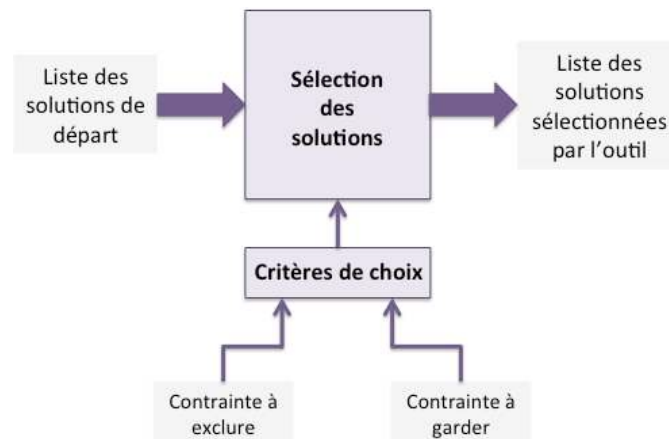 Liste des
solutions de
départ
Sélection
des
solutions
Liste des
solutions
sélectionnées
par l'outil
Critères de choix
Contrainte à
exclure
Contrainte à
garder